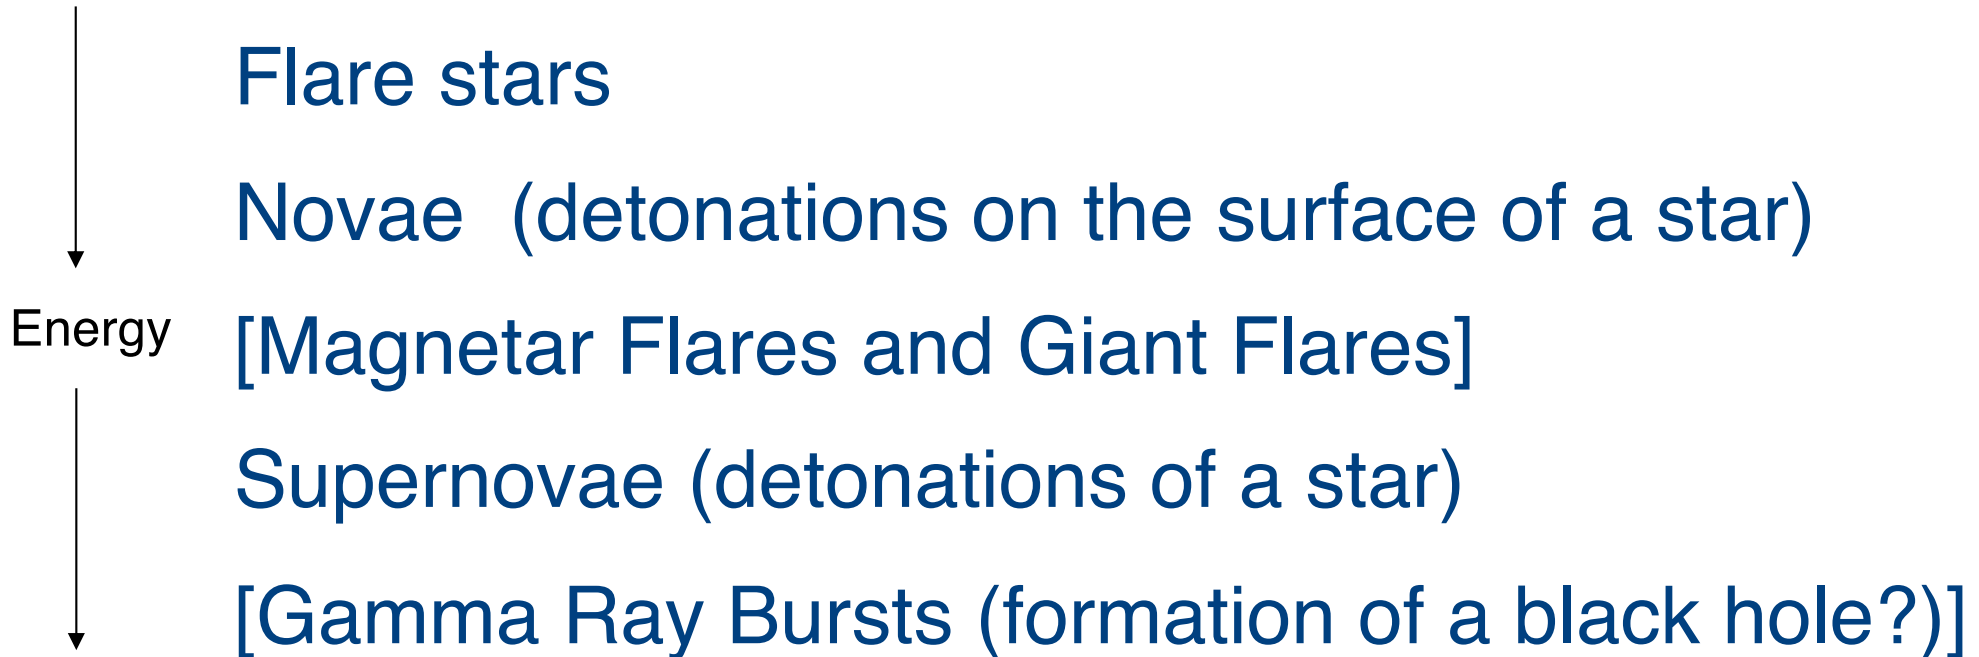 Flare stars
Novae  (detonations on the surface of a star)
Energy
[Magnetar Flares and Giant Flares]
Supernovae (detonations of a star)
[Gamma Ray Bursts (formation of a black hole?)]